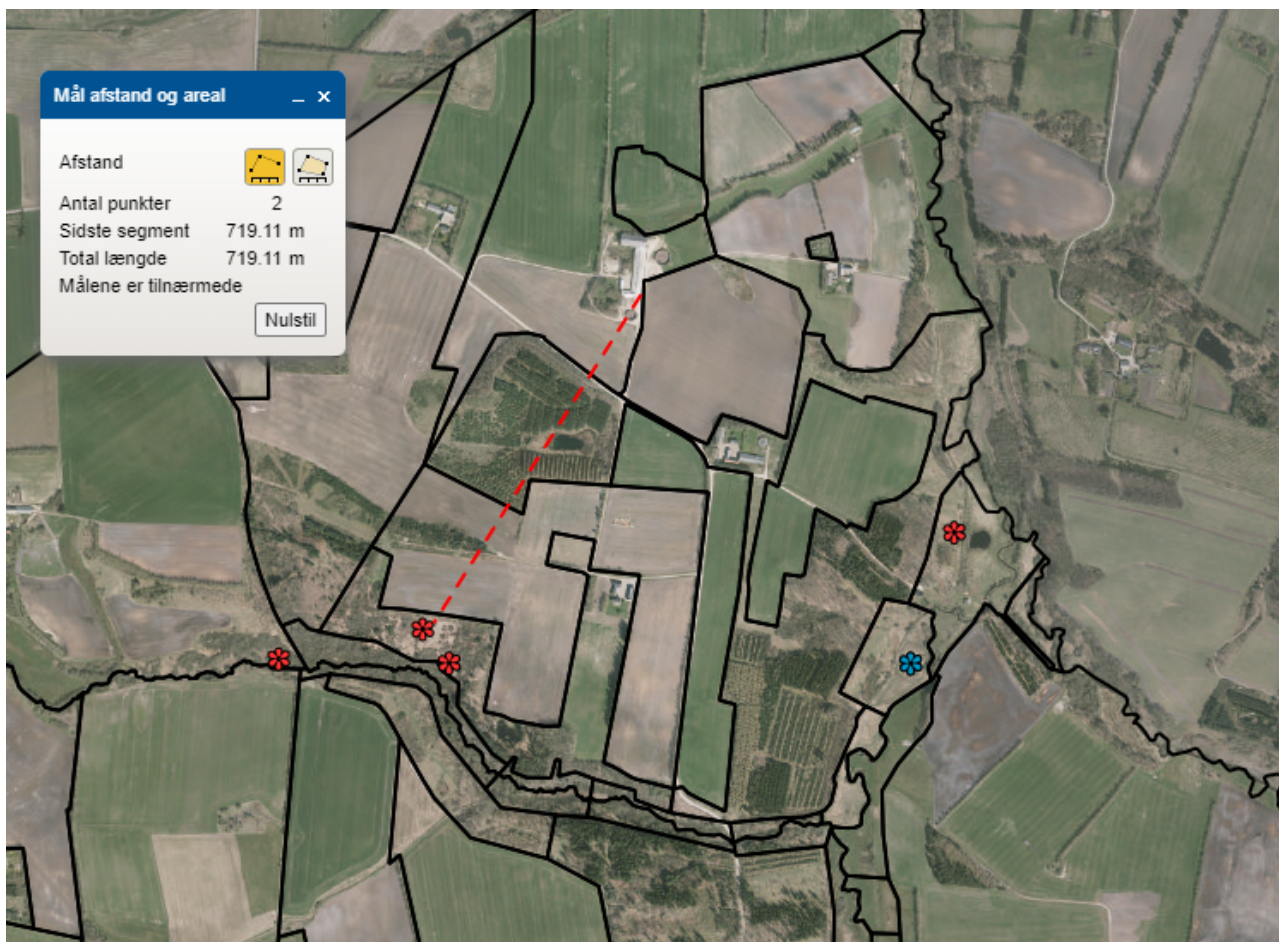 Mål afstand og areal
Afstand
Antal punkter 2
Sidste segment 719.11 m
Total længde 719.11 m
Målene er tilnærmede
Nulstil